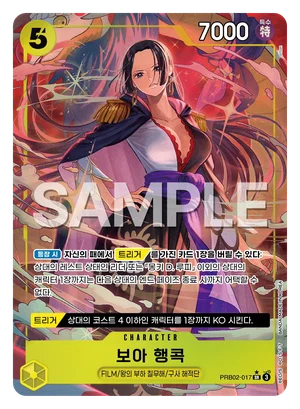 5
7000
특수
特
SAMPLE
등장 시 자신의 패에서 트리거 를 가진 카드 1장을 버릴 수 있다:
상대의 레스트 상태의 리더 또는 "몽키 D. 루피" 이외의 상대의
캐릭터 1장까지는 다음 상대의 엔드 페이즈 종료 시까지 어택할 수
없다.
트리거 상대의 코스트 4 이하인 캐릭터를 1장까지 KO 시킨다.
CHARACTER
보아 행콕
FILM/왕의 부하 칠무해/구사 해적단
PRB02-017 SR 3